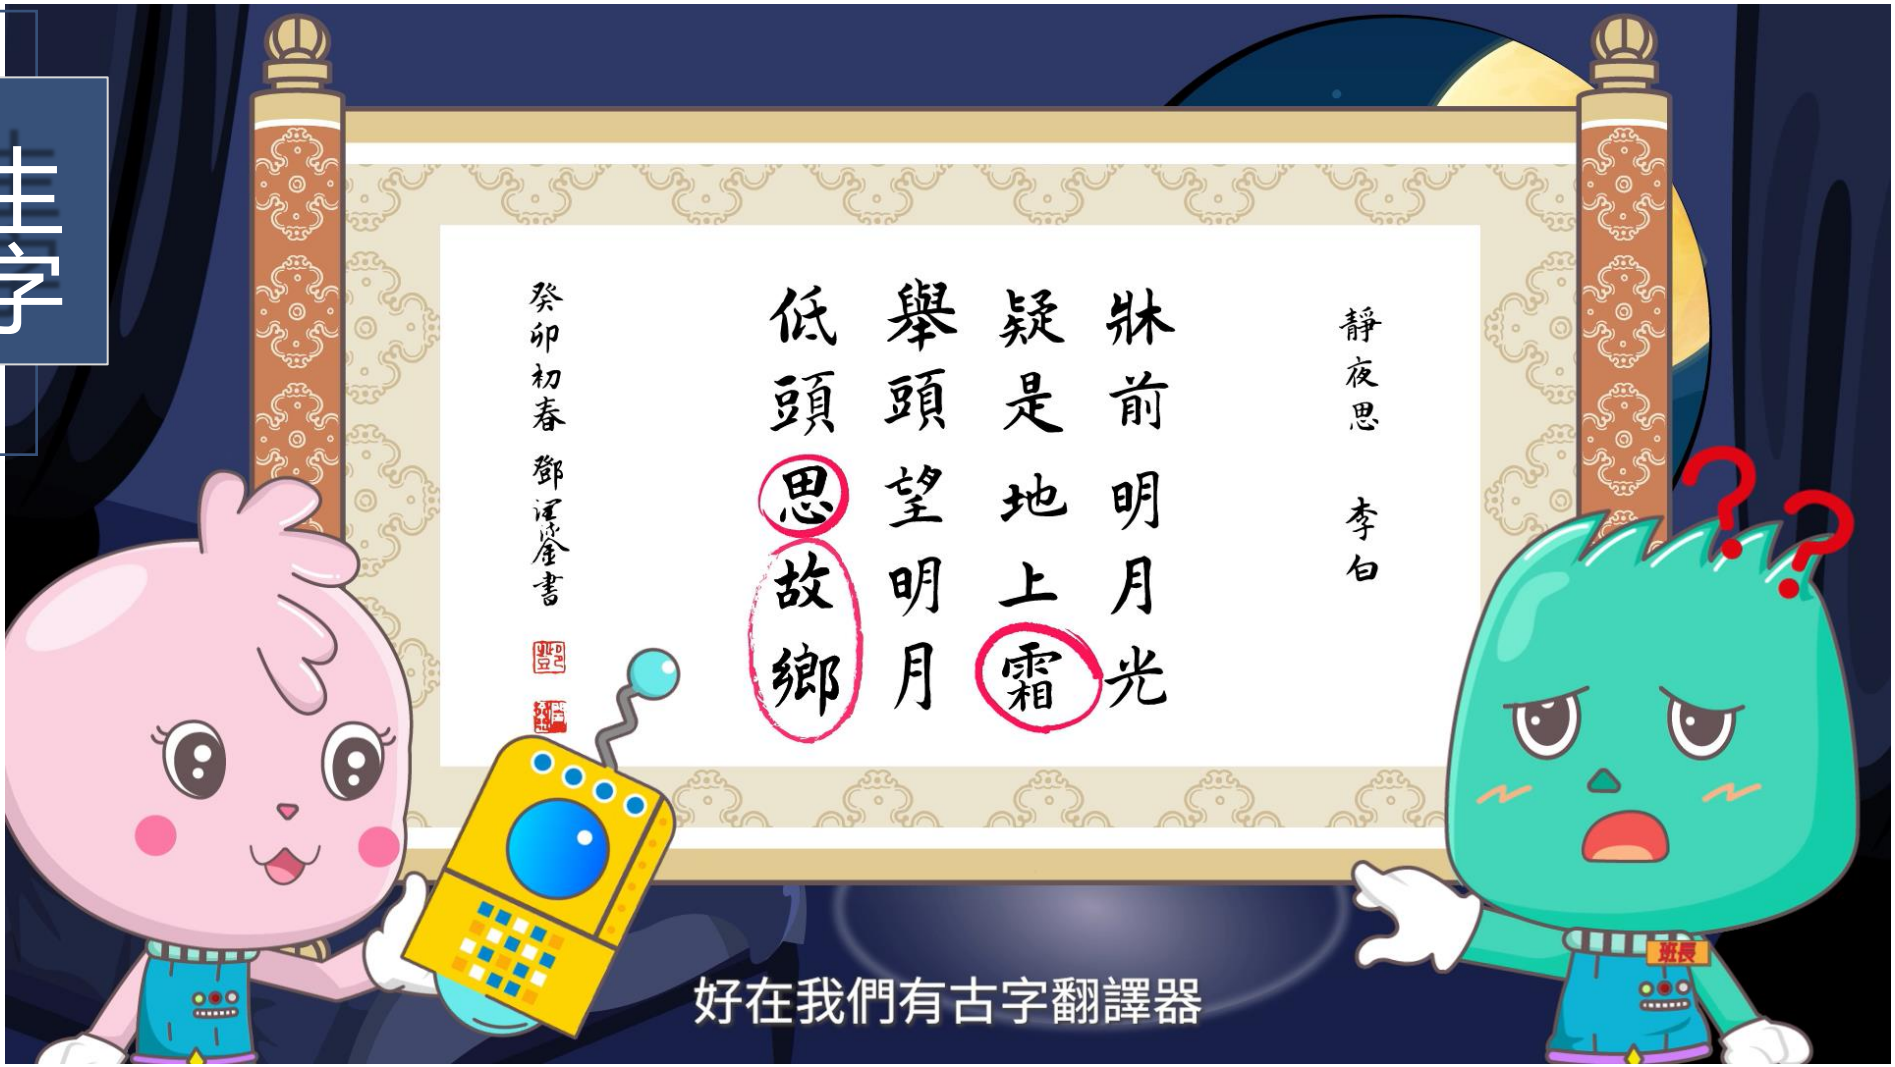 靜夜思 李白
牀前明月光
疑是地上霜
舉頭望明月
低頭思故鄉
癸卯初春 鄧 書
班長
好在我們有古字翻譯器